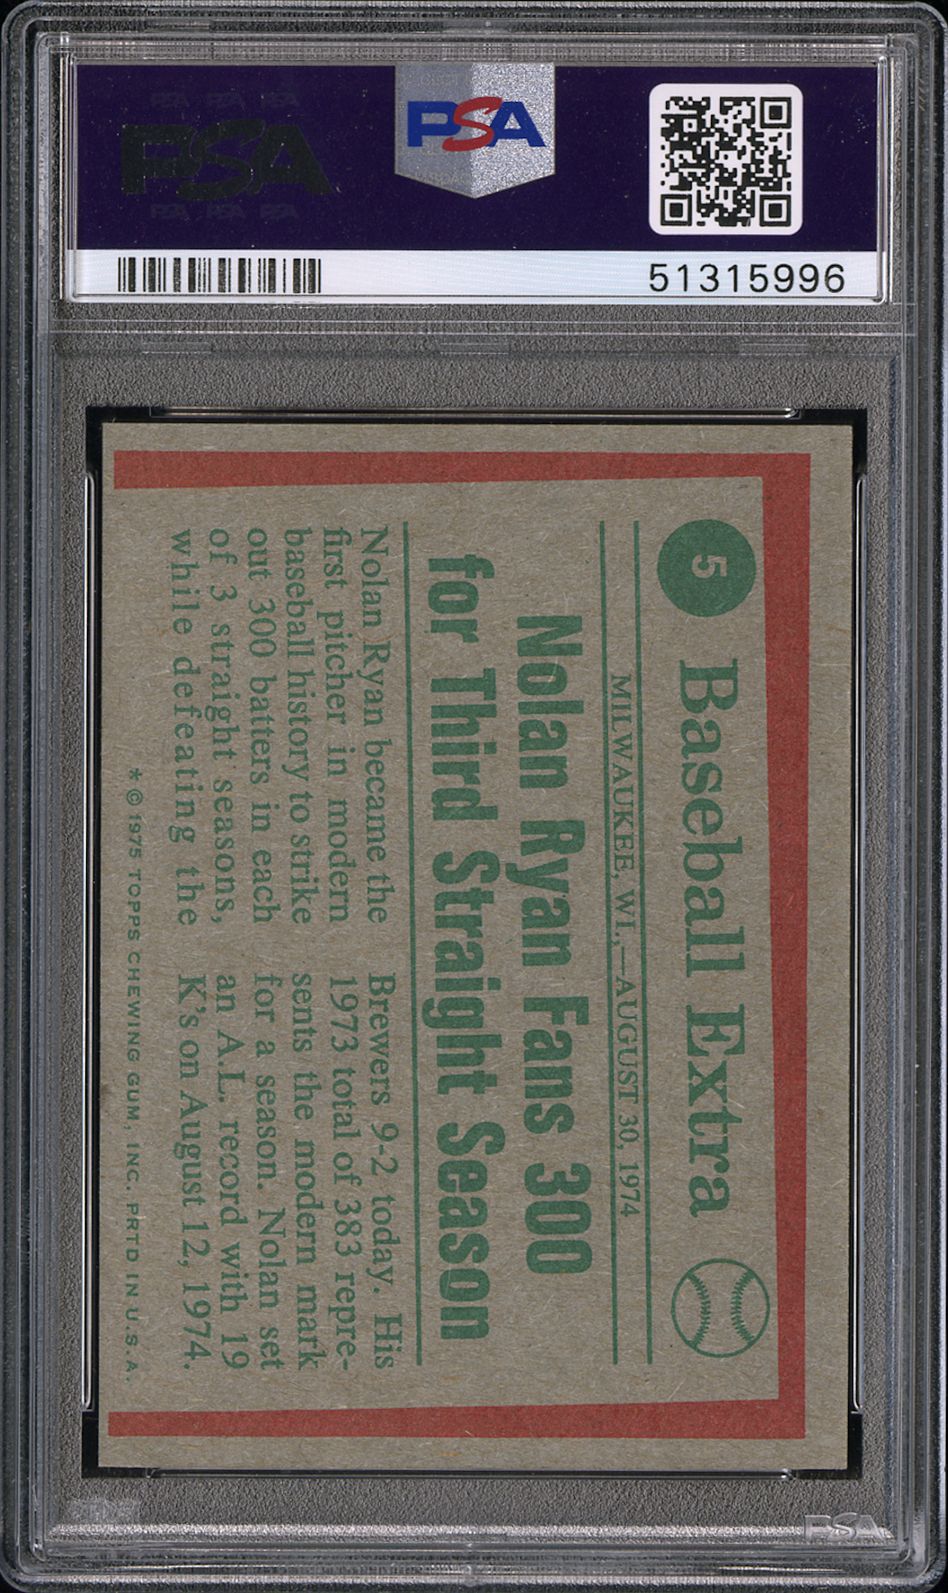 PSA
PSA
51315996
5
Baseball Extra
MILWAUKEE, WI.,—AUGUST 30, 1974
Nolan Ryan Fans 300
for Third Straight Season
Nolan Ryan became the
first pitcher in modern
baseball history to strike
out 300 batters in each
of 3 straight seasons,
while defeating the
Brewers 9-2 today. His
1973 total of 383 repre-
sents the modern mark
for a season. Nolan set
an A.L. record with 19
K's on August 12, 1974.
* © 1975 TOPPS CHEWING GUM, INC. PRTD IN U.S.A.
PSA